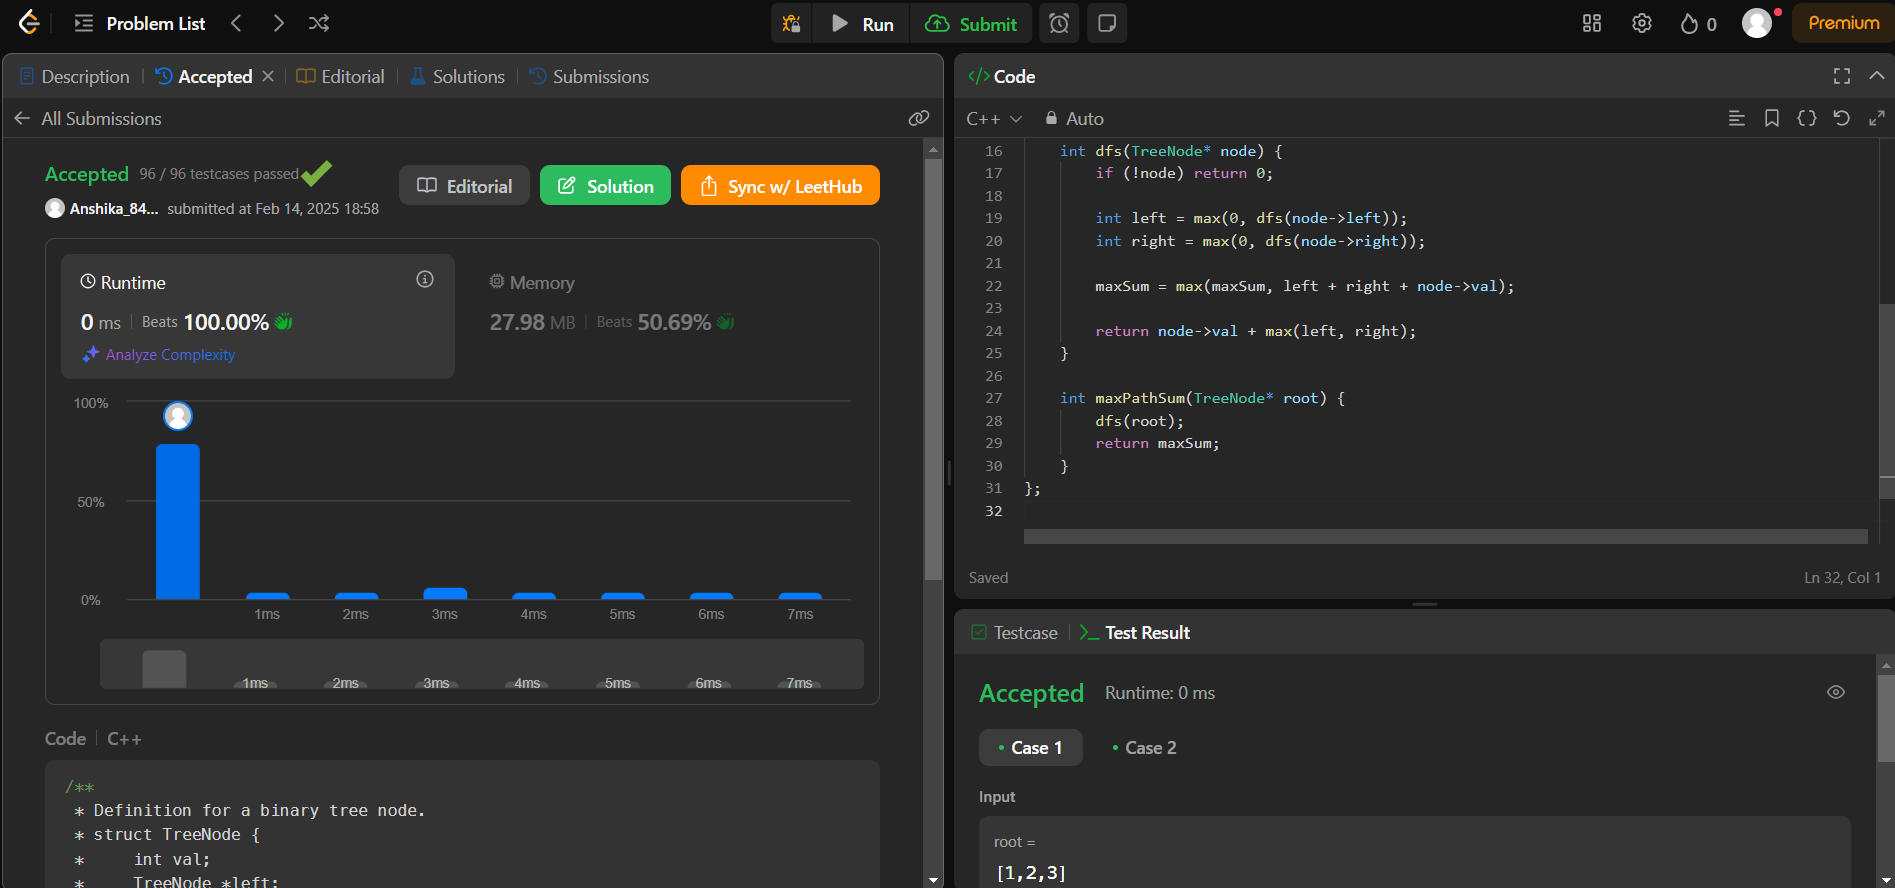 Problem List
Run
Submit
0
Premium
Description
Accepted
Editorial
Solutions
Submissions
All Submissions
Accepted 96 / 96 testcases passed
Anshika_84... submitted at Feb 14, 2025 18:58
Editorial
Solution
Sync w/ LeetHub
Runtime
0 ms Beats 100.00%
Analyze Complexity
Memory
27.98 MB Beats 50.69%
100%
50%
0%
1ms 2ms 3ms 4ms 5ms 6ms 7ms
1ms 2ms 3ms 4ms 5ms 6ms 7ms
Code C++
/**
* Definition for a binary tree node.
* struct TreeNode {
* int val;
* TreeNode *left;
</> Code
C++ Auto
16 int dfs(TreeNode* node) {
17 if (!node) return 0;
18
19 int left = max(0, dfs(node->left));
20 int right = max(0, dfs(node->right));
21
22 maxSum = max(maxSum, left + right + node->val);
23
24 return node->val + max(left, right);
25 }
26
27 int maxPathSum(TreeNode* root) {
28 dfs(root);
29 return maxSum;
30 }
31 };
32
Saved
Ln 32, Col 1
Testcase
Test Result
Accepted Runtime: 0 ms
Case 1
Case 2
Input
root =
[1,2,3]